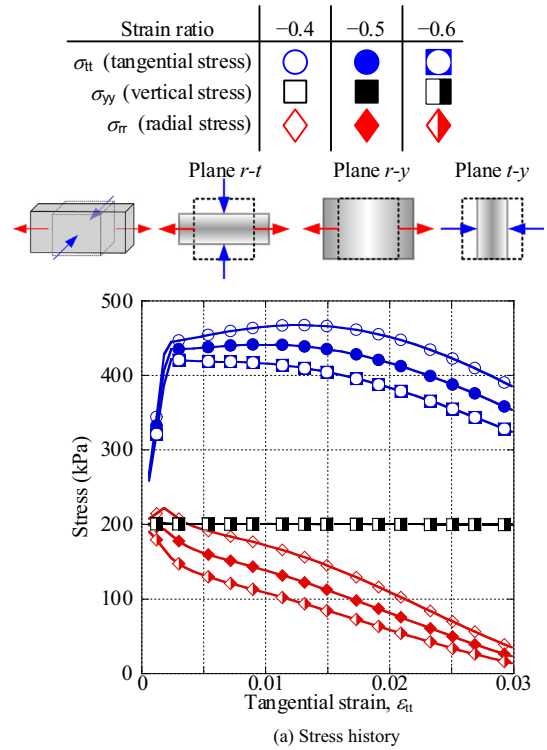 Strain ratio −0.4 −0.5 −0.6
σtt (tangential stress)
σyy (vertical stress)
σrr (radial stress)
Plane r-t Plane r-y Plane t-y
500
400
300
200
100
0
Stress (kPa)
0 0.01 0.02 0.03
Tangential strain, εtt
(a) Stress history